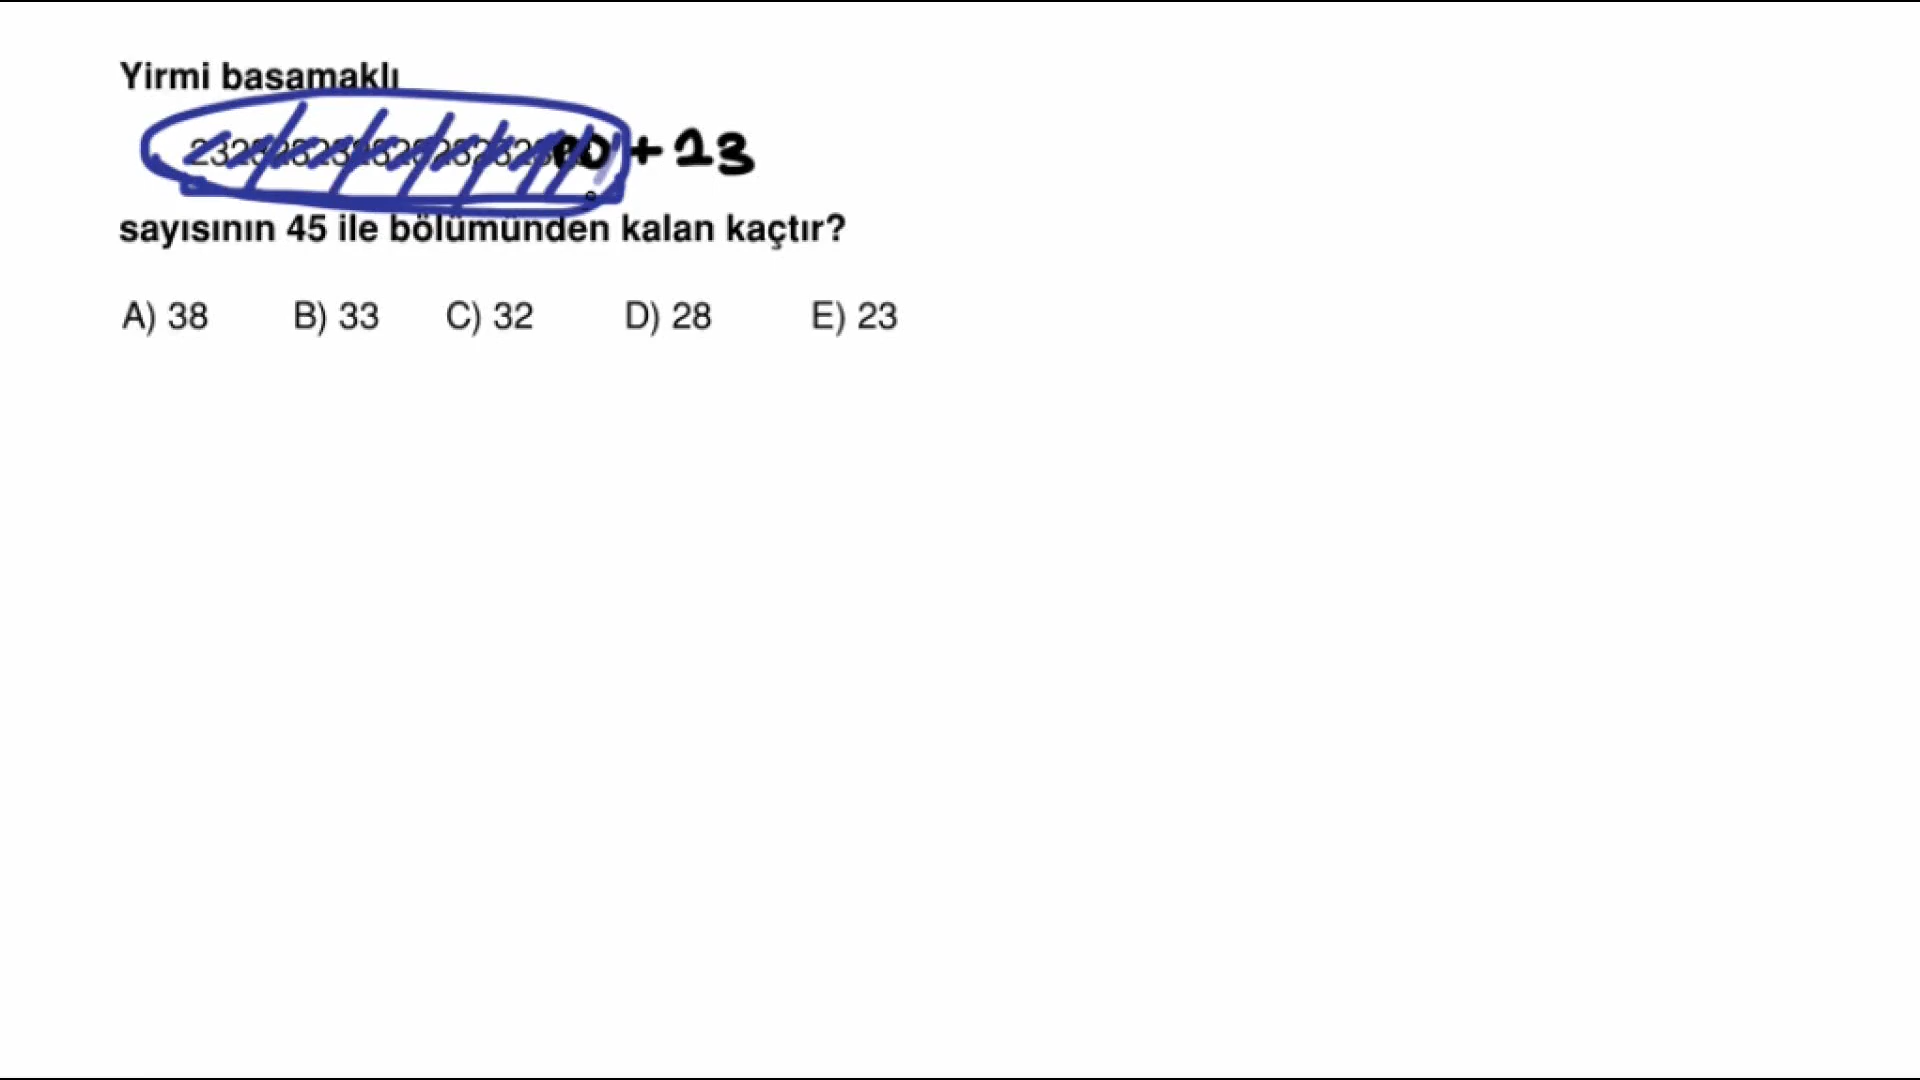 Yirmi basamaklı
+ 23
sayısının 45 ile bölümünden kalan kaçtır?
A) 38 B) 33 C) 32 D) 28 E) 23